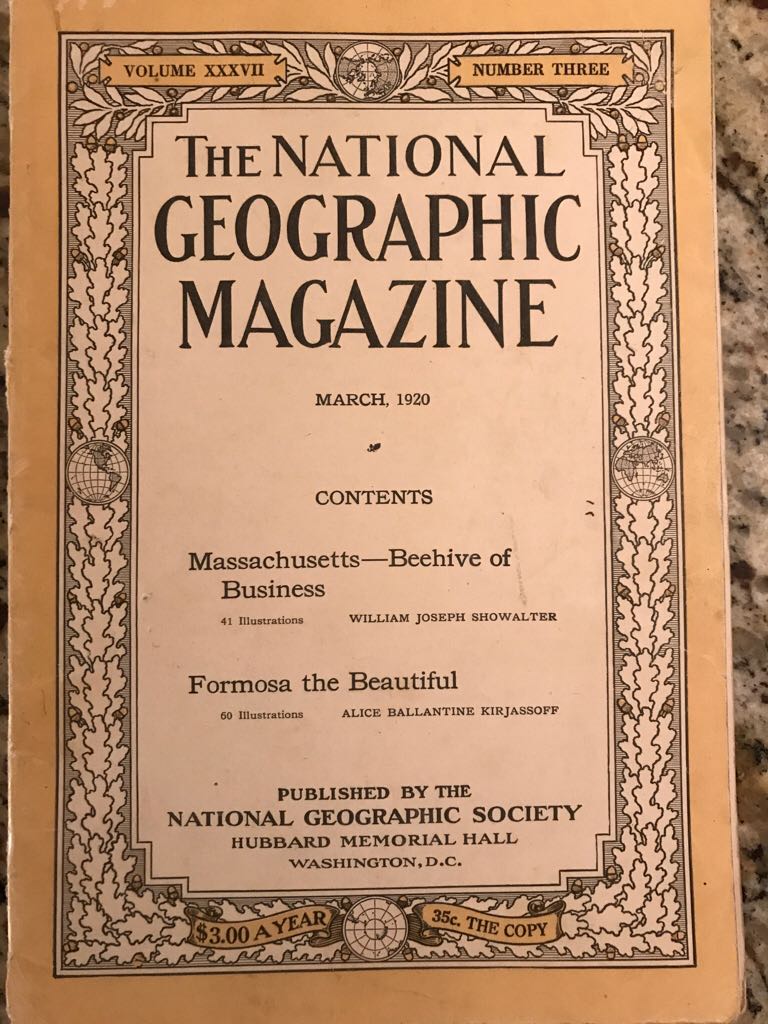 VOLUME XXXVII
NUMBER THREE
THE NATIONAL
GEOGRAPHIC
MAGAZINE
MARCH, 1920
CONTENTS
Massachusetts—Beehive of
Business
41 Illustrations WILLIAM JOSEPH SHOWALTER
Formosa the Beautiful
60 Illustrations ALICE BALLANTINE KIRJASSOFF
PUBLISHED BY THE
NATIONAL GEOGRAPHIC SOCIETY
HUBBARD MEMORIAL HALL
WASHINGTON, D.C.
$3.00 A YEAR
35c. THE COPY